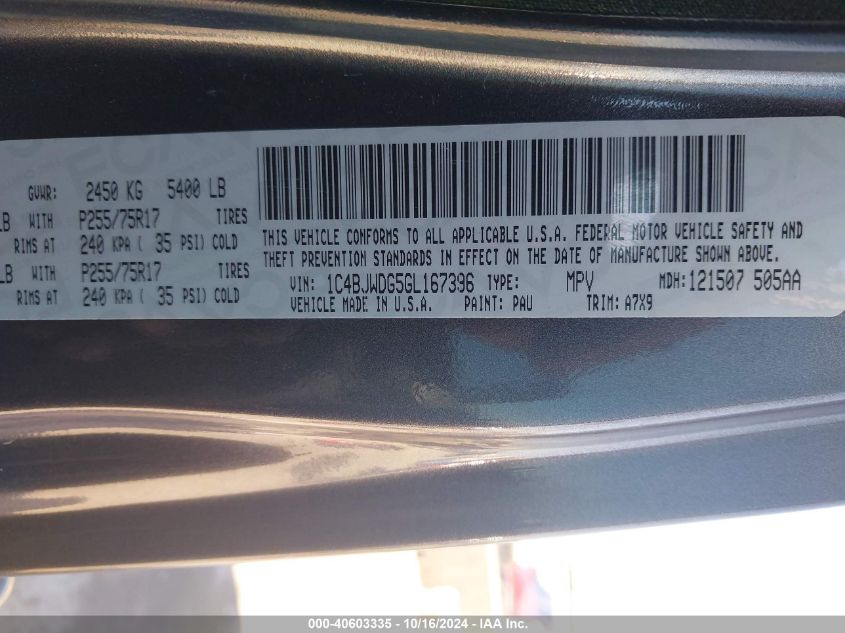 GVWR: 2450 KG 5400 LB
LB WITH P255/75R17 TIRES
RIMS AT 240 KPA ( 35 PSI) COLD
LB WITH P255/75R17 TIRES
RIMS AT 240 KPA ( 35 PSI) COLD
THIS VEHICLE CONFORMS TO ALL APPLICABLE U.S.A. FEDERAL MOTOR VEHICLE SAFETY AND
THEFT PREVENTION STANDARDS IN EFFECT ON THE DATE OF MANUFACTURE SHOWN ABOVE.
VIN: 1C4BJWDG5GL167396 TYPE: MPV MDH:121507 505AA
VEHICLE MADE IN U.S.A. PAINT: PAU TRIM: A7X9
000-40603335 - 10/16/2024 - IAA Inc.